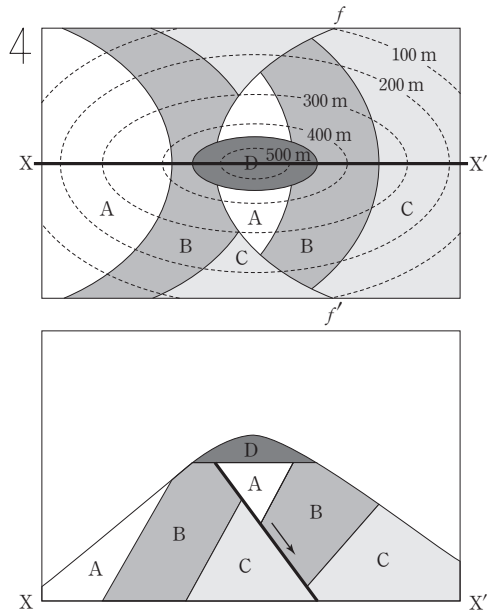 4
f
100 m
200 m
300 m
400 m
X D 500 m X′
A A C
B B
C
f′
D
A
B B
A C C
X X′